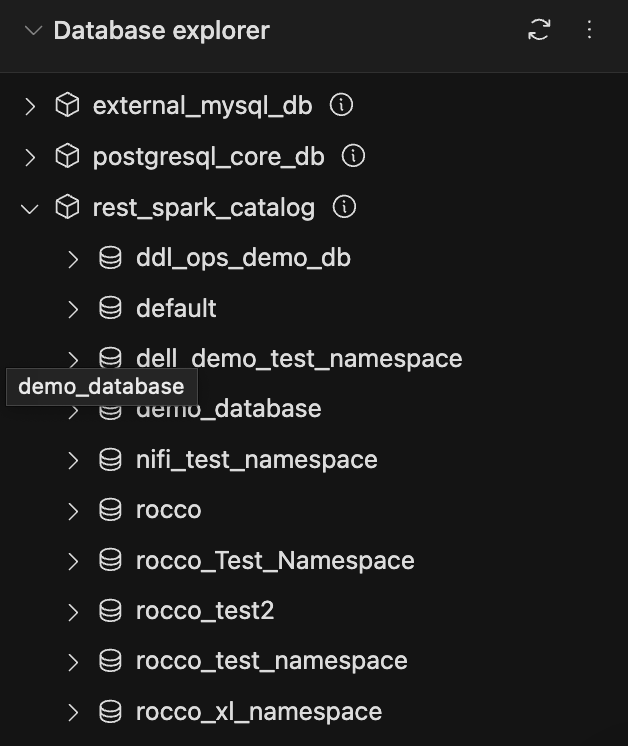 Database explorer
external_mysql_db
postgresql_core_db
rest_spark_catalog
ddl_ops_demo_db
default
dell_demo_test_namespace
demo_database
demo_database
nifi_test_namespace
rocco
rocco_Test_Namespace
rocco_test2
rocco_test_namespace
rocco_xl_namespace